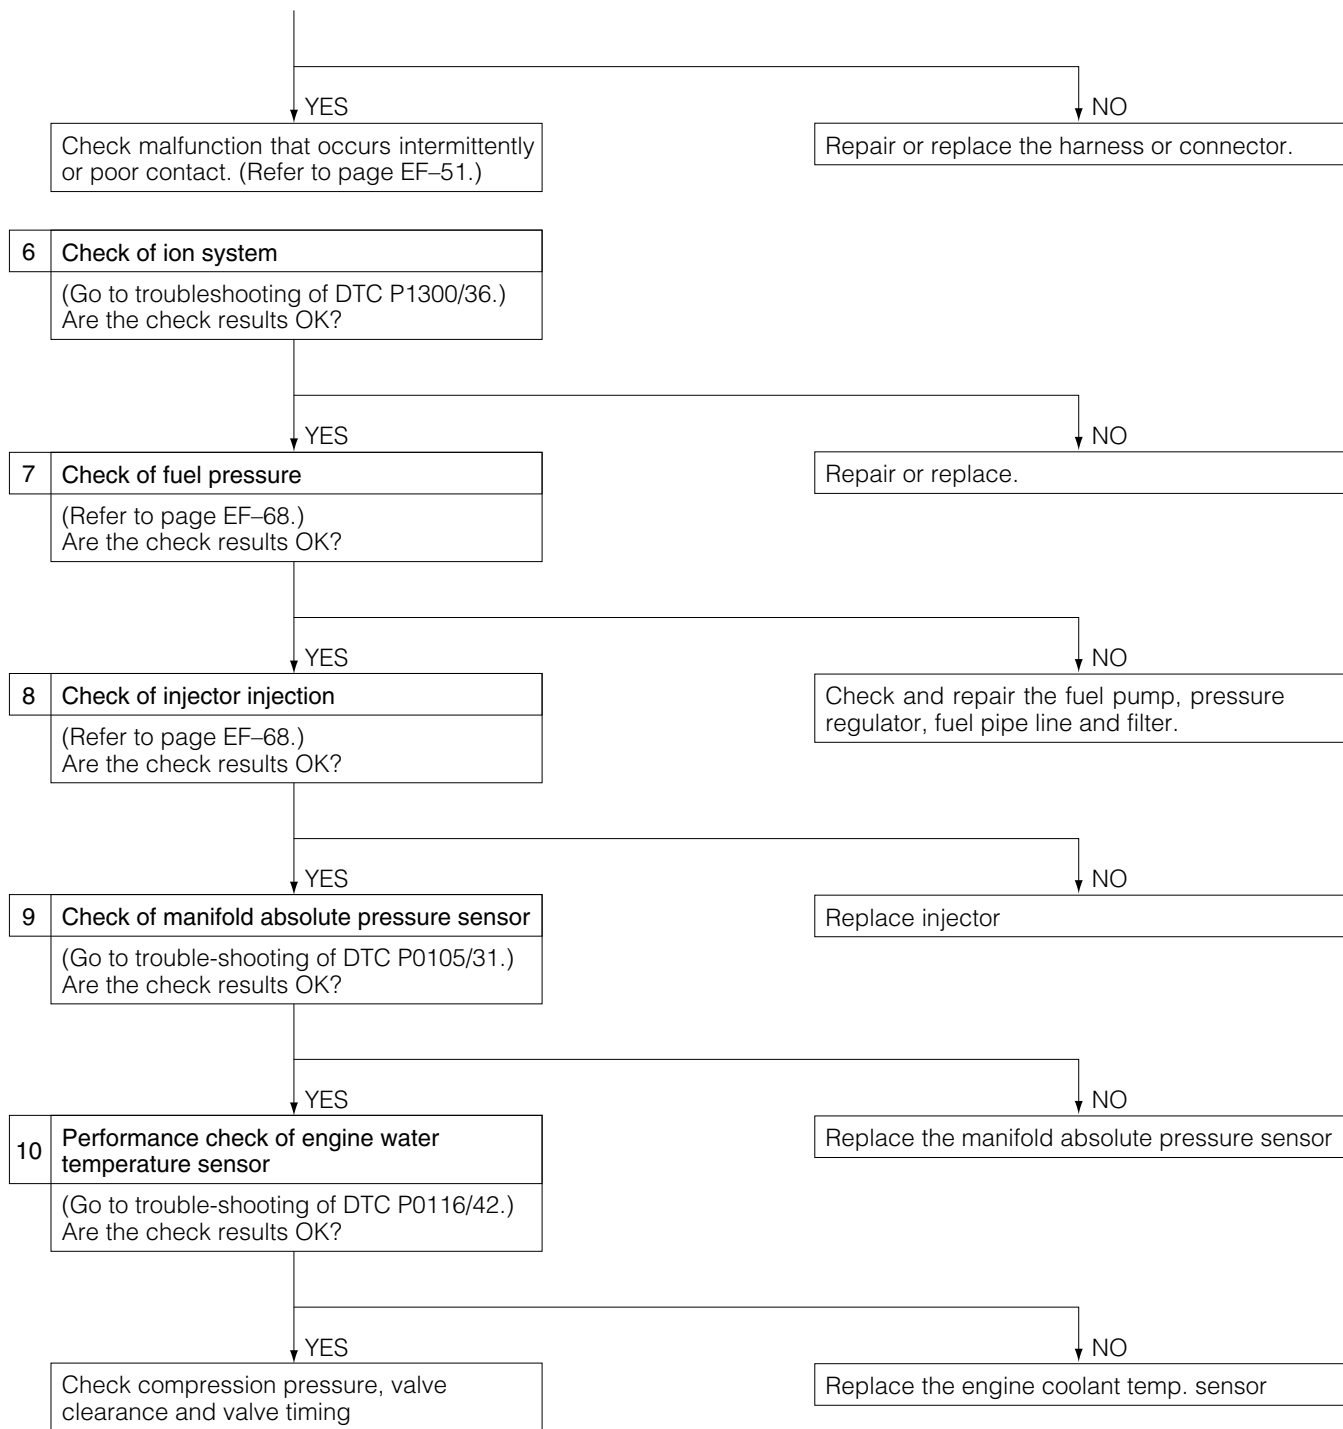 YES
NO
Check malfunction that occurs intermittently
or poor contact. (Refer to page EF–51.)
Repair or replace the harness or connector.
6 Check of ion system
(Go to troubleshooting of DTC P1300/36.)
Are the check results OK?
YES
NO
7 Check of fuel pressure
Repair or replace.
(Refer to page EF–68.)
Are the check results OK?
YES
NO
8 Check of injector injection
Check and repair the fuel pump, pressure
regulator, fuel pipe line and filter.
(Refer to page EF–68.)
Are the check results OK?
YES
NO
9 Check of manifold absolute pressure sensor
Replace injector
(Go to trouble-shooting of DTC P0105/31.)
Are the check results OK?
YES
NO
10 Performance check of engine water
temperature sensor
Replace the manifold absolute pressure sensor
(Go to trouble-shooting of DTC P0116/42.)
Are the check results OK?
YES
NO
Check compression pressure, valve
clearance and valve timing
Replace the engine coolant temp. sensor